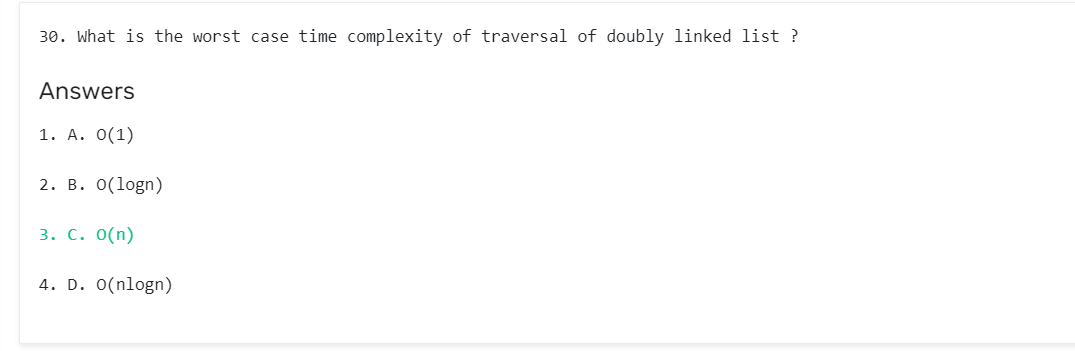 30. What is the worst case time complexity of traversal of doubly linked list ?
Answers
1. A. O(1)
2. B. O(logn)
3. C. O(n)
4. D. O(nlogn)